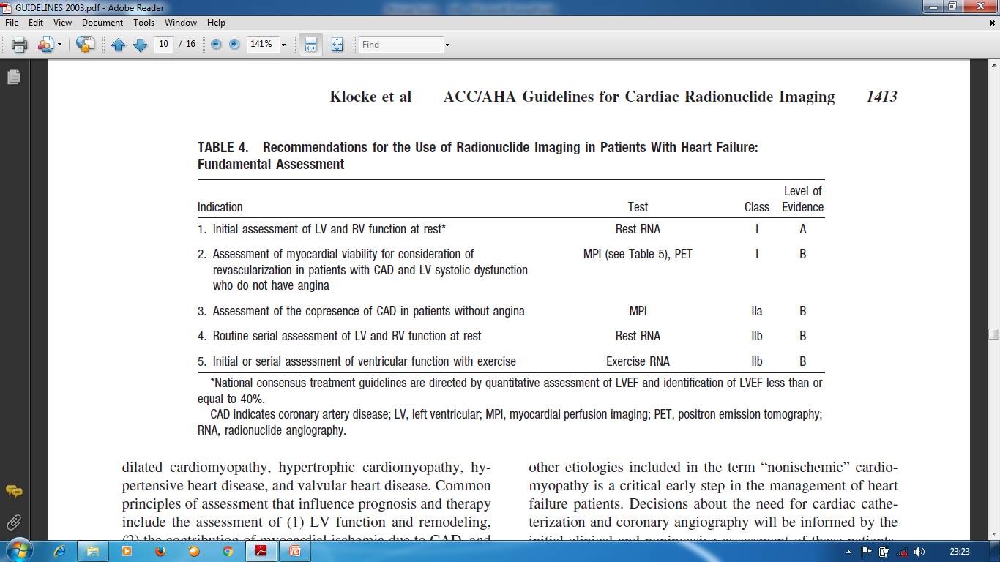 GUIDELINES 2003.pdf - Adobe Reader
File Edit View Document Tools Window Help
10 / 16 141% Find
Klocke et al ACC/AHA Guidelines for Cardiac Radionuclide Imaging 1413
TABLE 4. Recommendations for the Use of Radionuclide Imaging in Patients With Heart Failure:
Fundamental Assessment
Level of
Indication Test Class Evidence
1. Initial assessment of LV and RV function at rest* Rest RNA I A
2. Assessment of myocardial viability for consideration of MPI (see Table 5), PET I B
revascularization in patients with CAD and LV systolic dysfunction
who do not have angina
3. Assessment of the copresence of CAD in patients without angina MPI IIa B
4. Routine serial assessment of LV and RV function at rest Rest RNA IIb B
5. Initial or serial assessment of ventricular function with exercise Exercise RNA IIb B
*National consensus treatment guidelines are directed by quantitative assessment of LVEF and identification of LVEF less than or
equal to 40%.
CAD indicates coronary artery disease; LV, left ventricular; MPI, myocardial perfusion imaging; PET, positron emission tomography;
RNA, radionuclide angiography.
dilated cardiomyopathy, hypertrophic cardiomyopathy, hy-
pertensive heart disease, and valvular heart disease. Common
principles of assessment that influence prognosis and therapy
include the assessment of (1) LV function and remodeling,
(2) the contribution of myocardial ischemia due to CAD, and
other etiologies included in the term “nonischemic” cardio-
myopathy is a critical early step in the management of heart
failure patients. Decisions about the need for cardiac cathe-
terization and coronary angiography will be informed by the
initial clinical and noninvasive assessment of these patients.
23:23